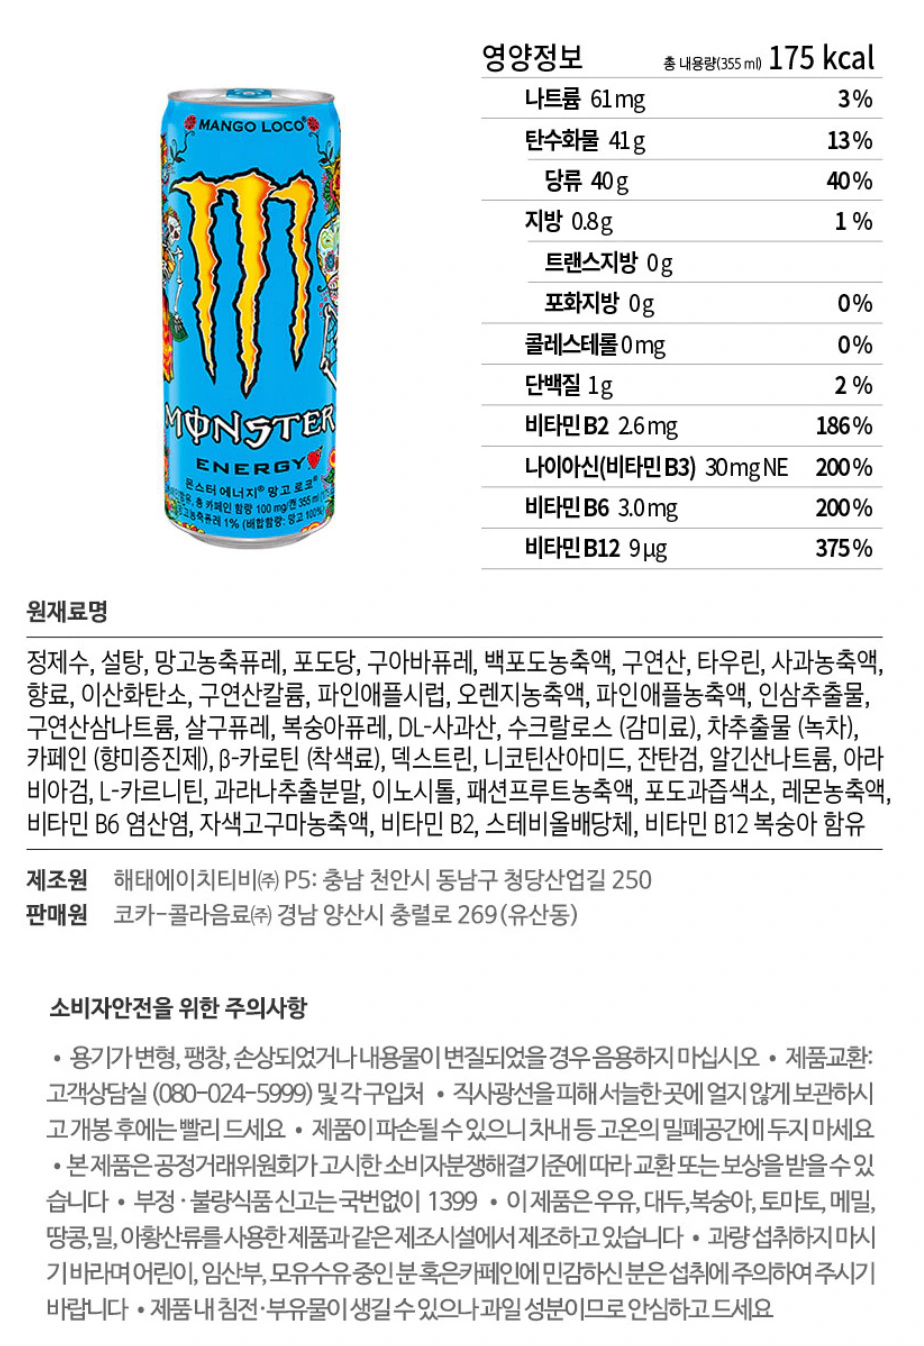 MANGO LOCO®
MONSTER
ENERGY
몬스터 에너지® 망고 로코®
총 카페인 함량 100 mg/캔 355 ml
망고농축퓨레 1% (배합함량: 망고 100%)
영양정보 총 내용량(355 ml) 175 kcal
나트륨 61mg 3%
탄수화물 41g 13%
당류 40g 40%
지방 0.8g 1%
트랜스지방 0g
포화지방 0g 0%
콜레스테롤 0mg 0%
단백질 1g 2%
비타민 B2 2.6mg 186%
나이아신(비타민 B3) 30mg NE 200%
비타민 B6 3.0mg 200%
비타민 B12 9μg 375%
원재료명
정제수, 설탕, 망고농축퓨레, 포도당, 구아바퓨레, 백포도농축액, 구연산, 타우린, 사과농축액,
향료, 이산화탄소, 구연산칼륨, 파인애플시럽, 오렌지농축액, 파인애플농축액, 인삼추출물,
구연산삼나트륨, 살구퓨레, 복숭아퓨레, DL-사과산, 수크랄로스 (감미료), 차추출물 (녹차),
카페인 (향미증진제), β-카로틴 (착색료), 덱스트린, 니코틴산아미드, 잔탄검, 알긴산나트륨, 아라
비아검, L-카르니틴, 과라나추출분말, 이노시톨, 패션프루트농축액, 포도과즙색소, 레몬농축액,
비타민 B6 염산염, 자색고구마농축액, 비타민 B2, 스테비올배당체, 비타민 B12 복숭아 함유
제조원 해태에이치티비㈜ P5: 충남 천안시 동남구 청당산업길 250
판매원 코카-콜라음료㈜ 경남 양산시 충렬로 269 (유산동)
소비자안전을 위한 주의사항
• 용기가 변형, 팽창, 손상되었거나 내용물이 변질되었을 경우 음용하지 마십시오 • 제품교환:
고객상담실 (080-024-5999) 및 각 구입처 • 직사광선을 피해 서늘한 곳에 얼지 않게 보관하시
고 개봉 후에는 빨리 드세요 • 제품이 파손될 수 있으니 차내 등 고온의 밀폐공간에 두지 마세요
• 본 제품은 공정거래위원회가 고시한 소비자분쟁해결기준에 따라 교환 또는 보상을 받을 수 있
습니다 • 부정 · 불량식품 신고는 국번없이 1399 • 이 제품은 우유, 대두, 복숭아, 토마토, 메밀,
땅콩, 밀, 아황산류를 사용한 제품과 같은 제조시설에서 제조하고 있습니다 • 과량 섭취하지 마시
기 바라며 어린이, 임산부, 모유수유 중인 분 혹은 카페인에 민감하신 분은 섭취에 주의하여 주시기
바랍니다 • 제품 내 침전·부유물이 생길 수 있으나 과일 성분이므로 안심하고 드세요